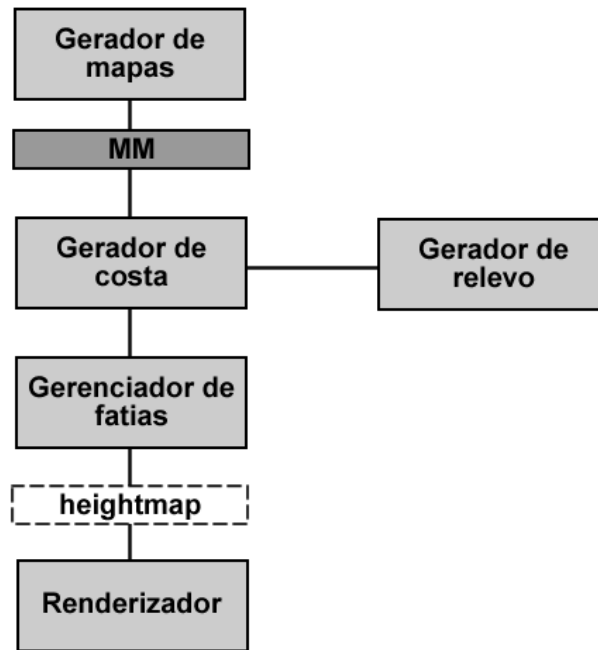 Gerador de
mapas
MM
Gerador de
costa
Gerador de
relevo
Gerenciador de
fatias
heightmap
Renderizador